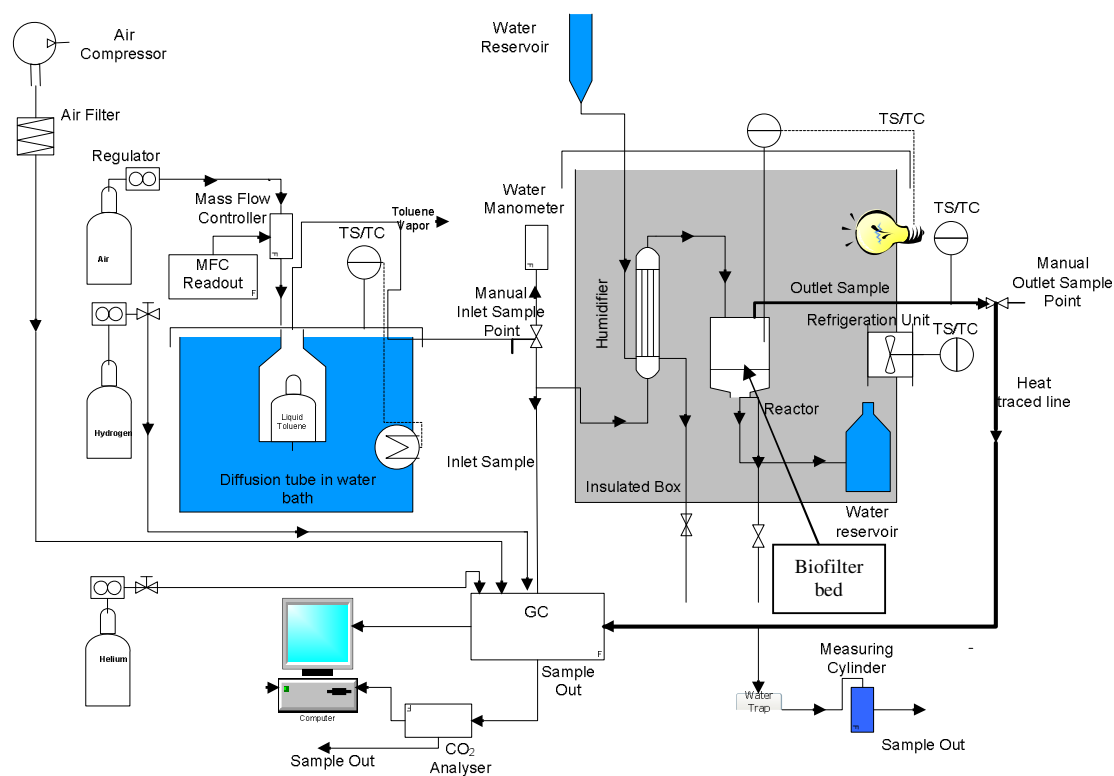 Air
Compressor
Air Filter
Regulator
Mass Flow
Controller
MFC
Readout
F
F
Air
Hydrogen
Helium
TS/TC
Toluene
Vapor
Liquid
Toluene
Diffusion tube in water
bath
Water
Reservoir
Water
Manometer
F
Manual
Inlet Sample
Point
Inlet Sample
Humidifier
TS/TC
TS/TC
Outlet Sample
Manual
Outlet Sample
Point
Refrigeration Unit
TS/TC
Heat
traced line
Reactor
Insulated Box
Water
reservoir
Biofilter
bed
GC
F
Sample
Out
Computer
F
CO2
Analyser
Sample Out
Water
Trap
Measuring
Cylinder
F
Sample Out
-